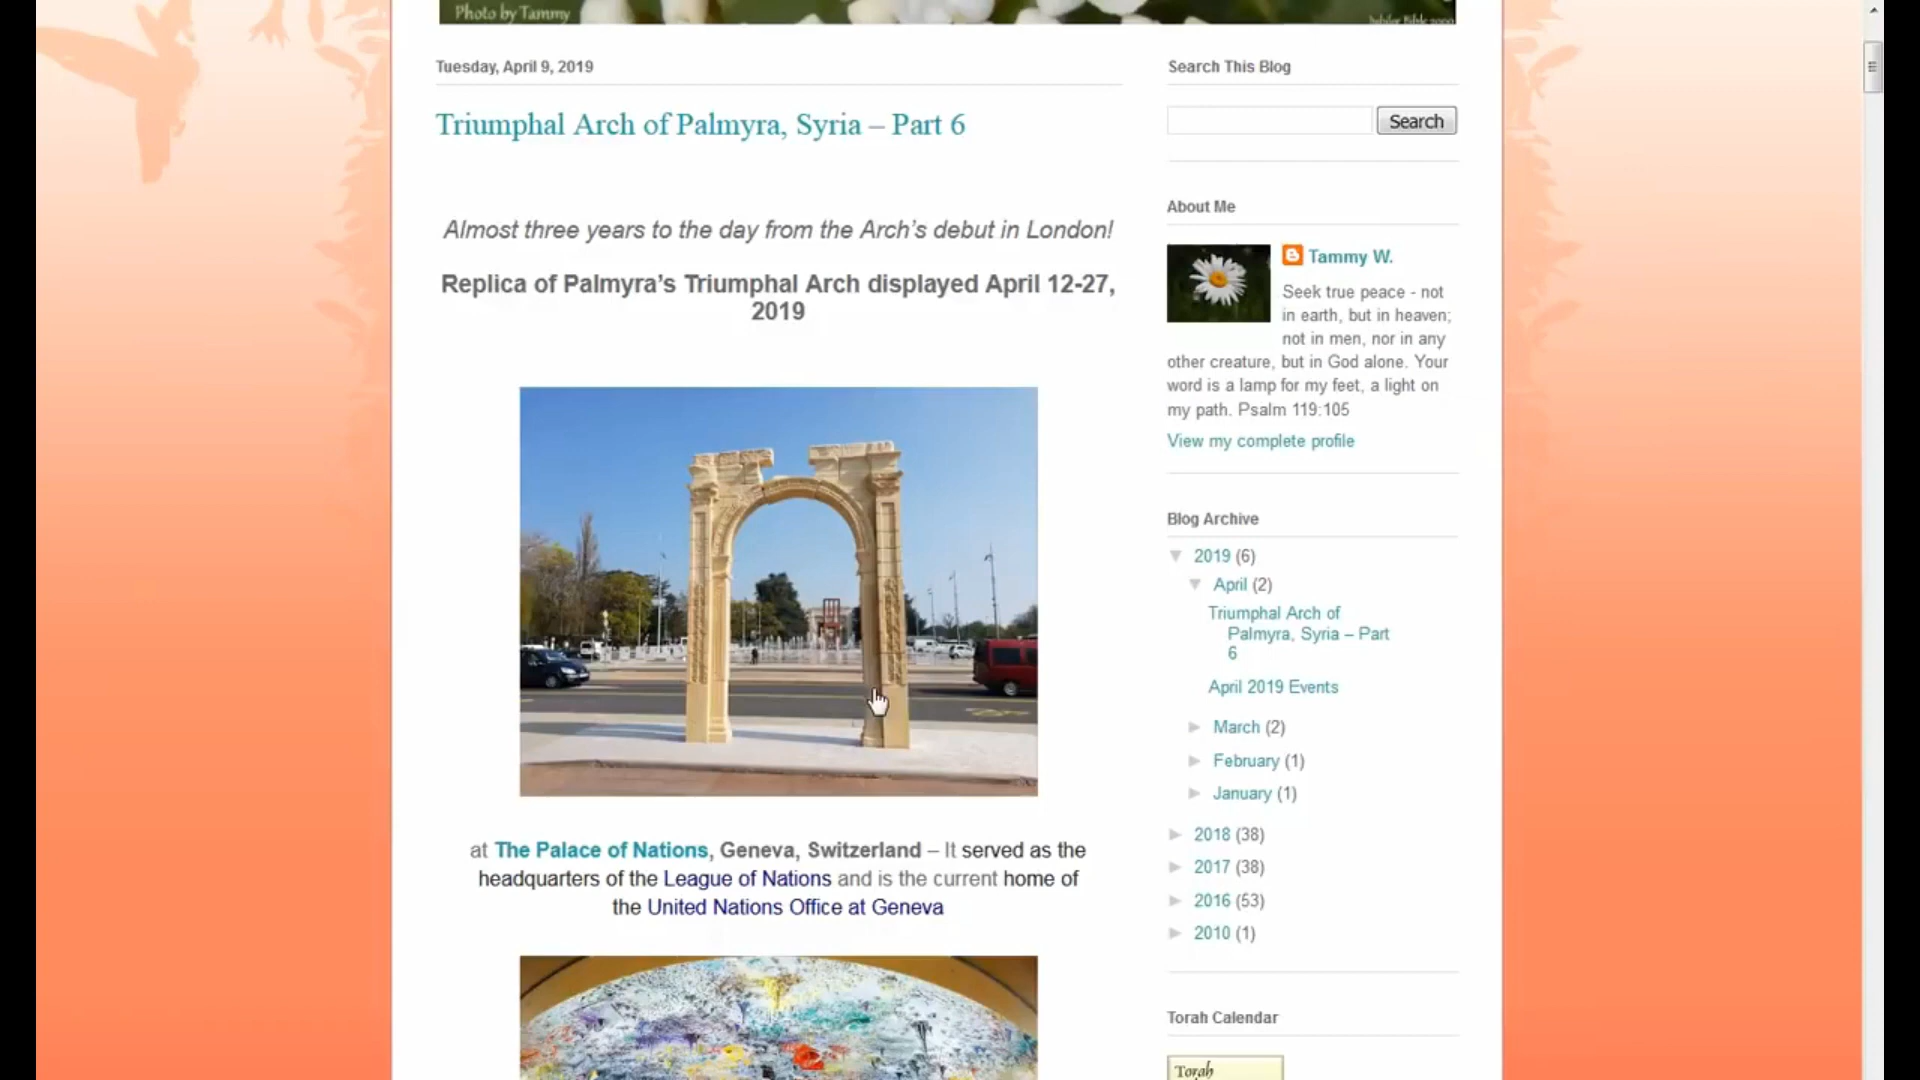 Photo by Tammy
Jubilee Bible 2000
Tuesday, April 9, 2019
Triumphal Arch of Palmyra, Syria – Part 6
Almost three years to the day from the Arch’s debut in London!
Replica of Palmyra’s Triumphal Arch displayed April 12-27,
2019
at The Palace of Nations, Geneva, Switzerland – It served as the
headquarters of the League of Nations and is the current home of
the United Nations Office at Geneva
Search This Blog
Search
About Me
Tammy W.
Seek true peace - not
in earth, but in heaven;
not in men, nor in any
other creature, but in God alone. Your
word is a lamp for my feet, a light on
my path. Psalm 119:105
View my complete profile
Blog Archive
▼ 2019 (6)
▼ April (2)
Triumphal Arch of
Palmyra, Syria – Part
6
April 2019 Events
► March (2)
► February (1)
► January (1)
► 2018 (38)
► 2017 (38)
► 2016 (53)
► 2010 (1)
Torah Calendar
Torah